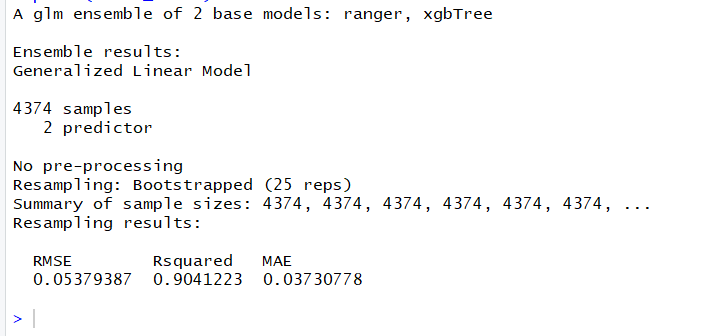 A glm ensemble of 2 base models: ranger, xgbTree
Ensemble results:
Generalized Linear Model
4374 samples
2 predictor
No pre-processing
Resampling: Bootstrapped (25 reps)
Summary of sample sizes: 4374, 4374, 4374, 4374, 4374, 4374, ...
Resampling results:
RMSE Rsquared MAE
0.05379387 0.9041223 0.03730778
>